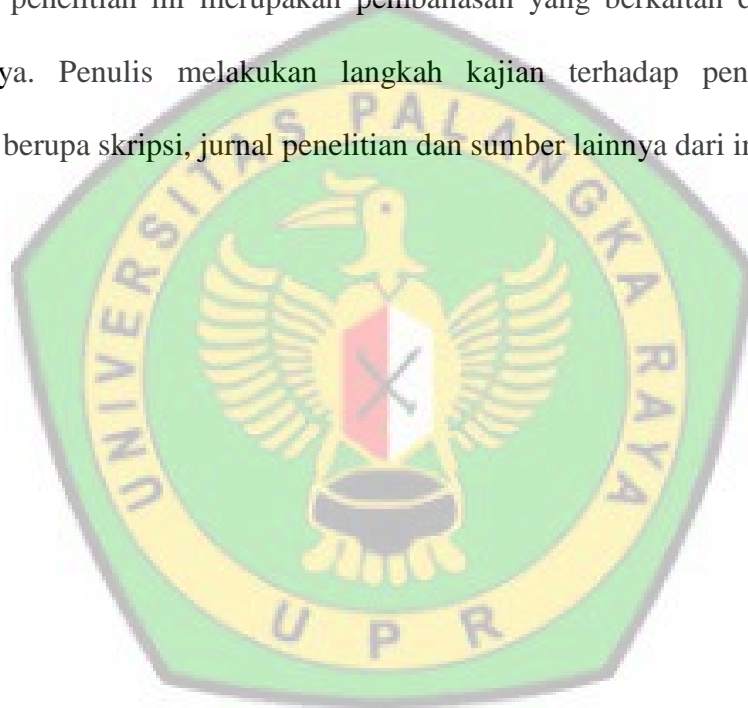 penelitian ini merupakan pembahasan yang berkaitan
ya. Penulis melakukan langkah kajian terhadap pen
berupa skripsi, jurnal penelitian dan sumber lainnya dari in
UNIVERSITAS PALANGKA RAYA
UPR